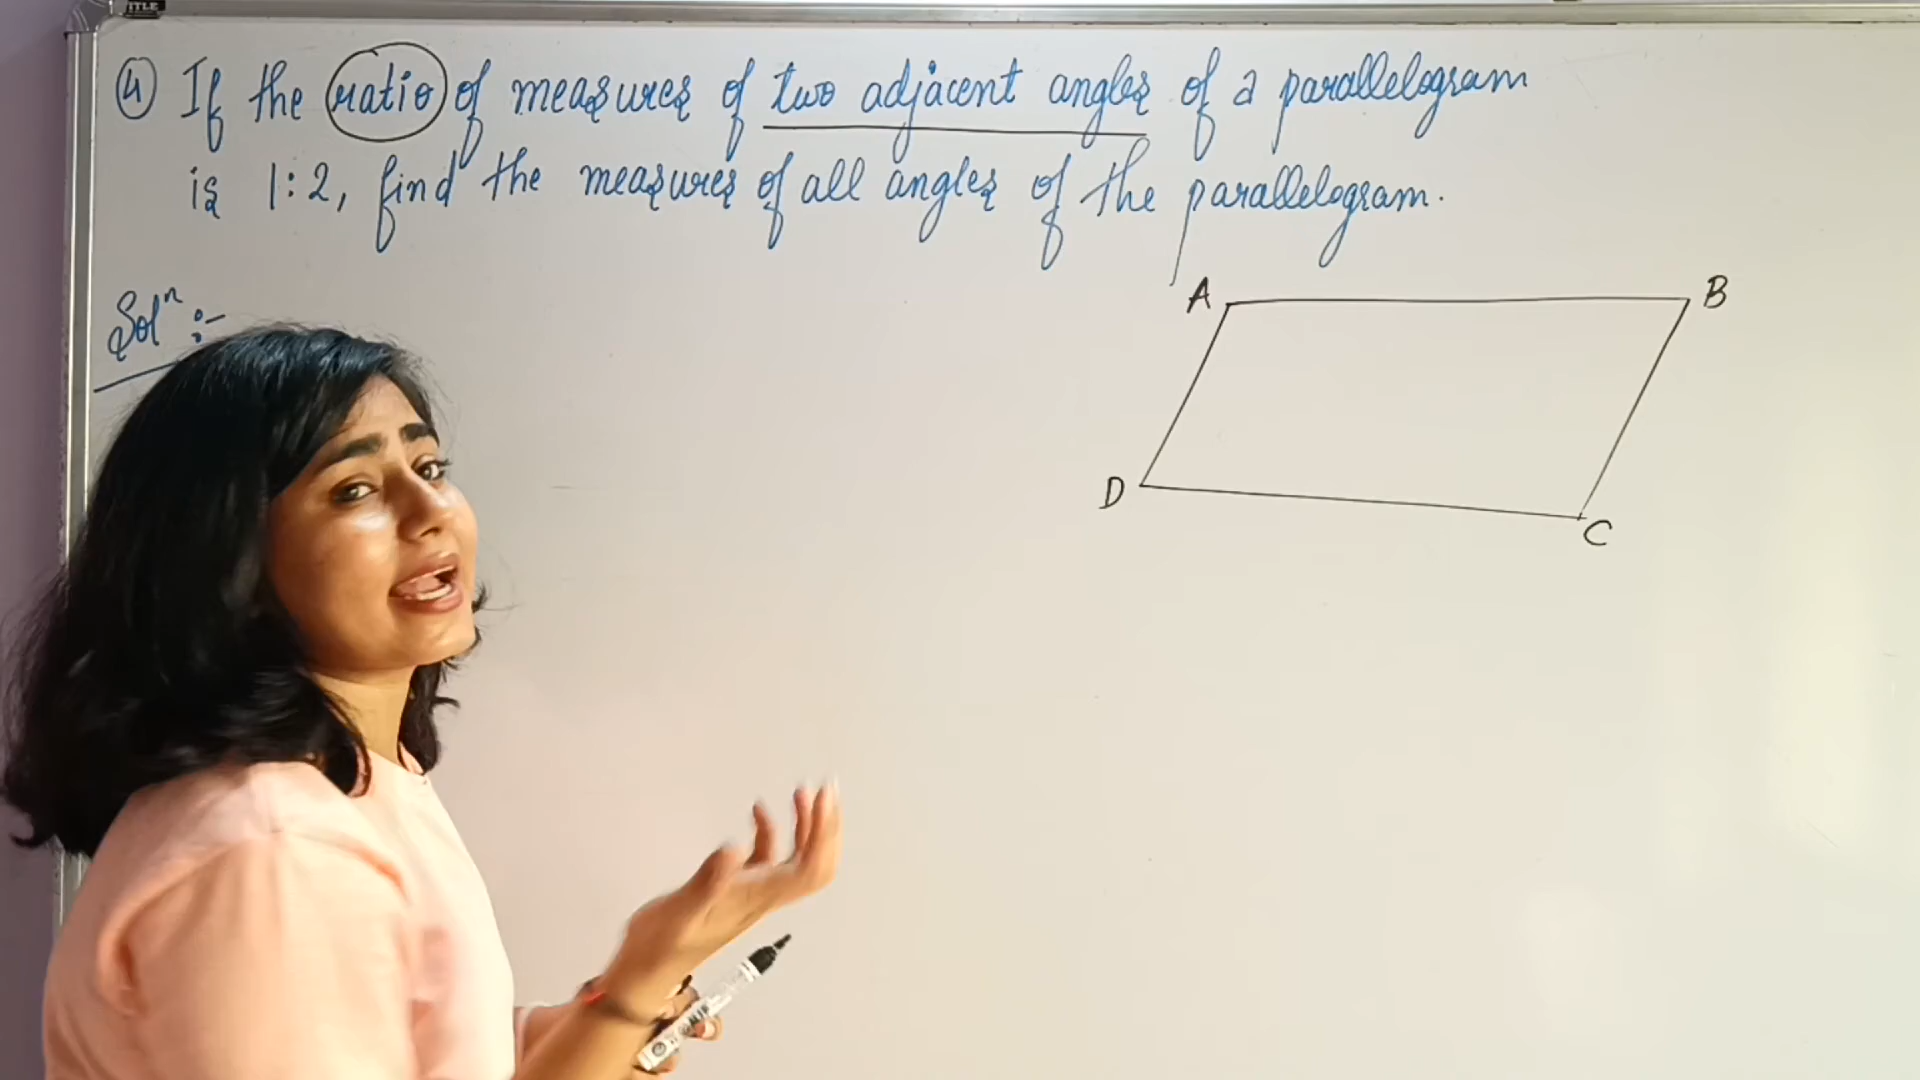 ④ If the ratio of measures of two adjacent angles of a parallelogram
is 1:2, find the measures of all angles of the parallelogram.
Solⁿ :-
A B
D C